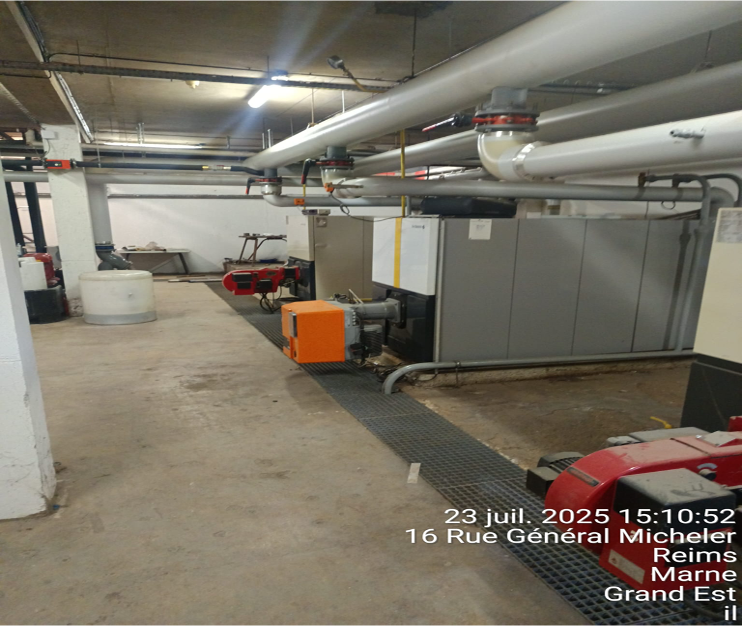 23 juil. 2025 15:10:52
16 Rue Général Micheler
Reims
Marne
Grand Est
il